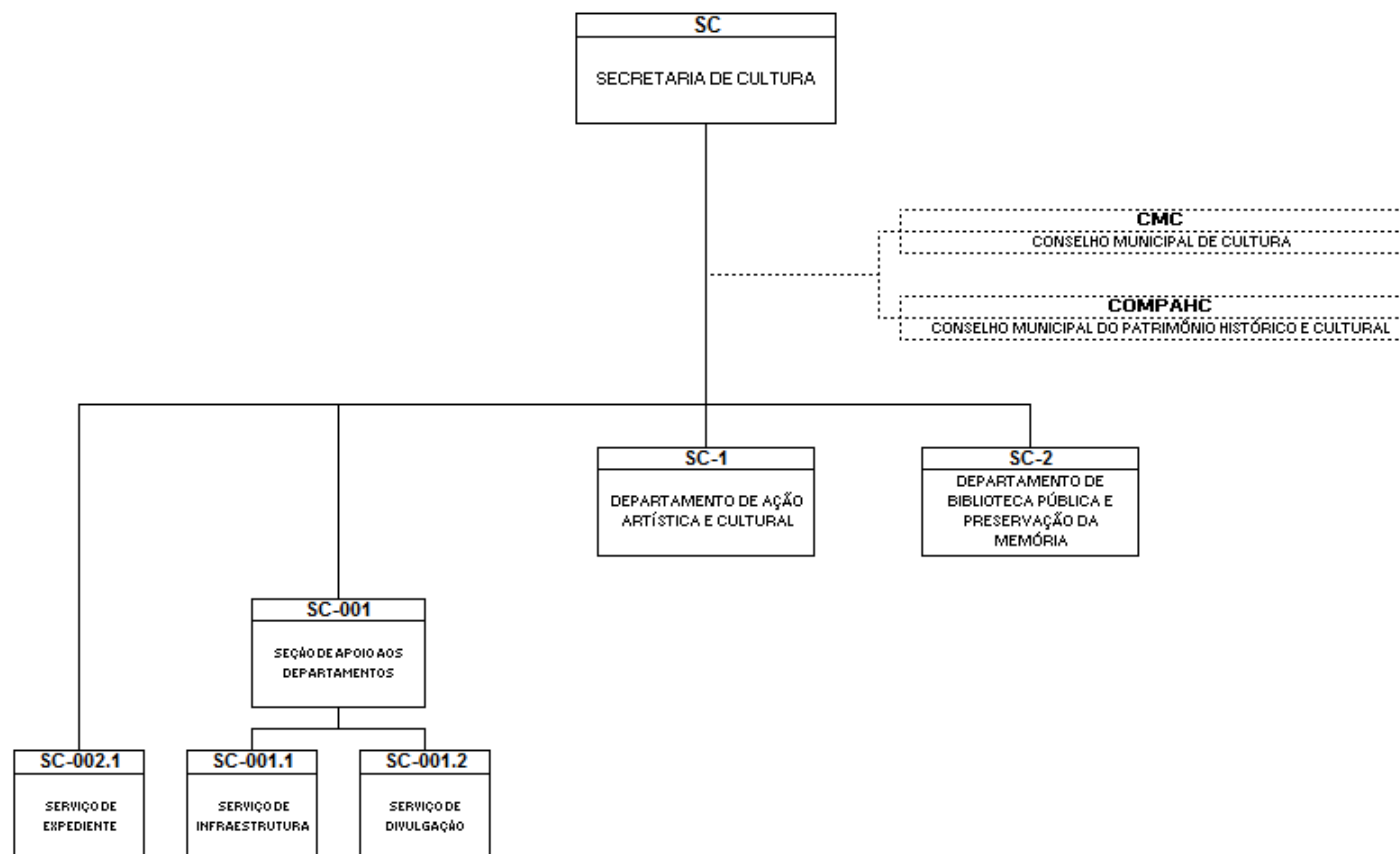 SC
SECRETARIA DE CULTURA
CMC
CONSELHO MUNICIPAL DE CULTURA
COMPAHC
CONSELHO MUNICIPAL DO PATRIMÔNIO HISTÓRICO E CULTURAL
SC-1
DEPARTAMENTO DE AÇÃO
ARTÍSTICA E CULTURAL
SC-2
DEPARTAMENTO DE
BIBLIOTECA PÚBLICA E
PRESERVAÇÃO DA
MEMÓRIA
SC-001
SEÇÃO DE APOIO AOS
DEPARTAMENTOS
SC-002.1
SERVIÇO DE
EXPEDIENTE
SC-001.1
SERVIÇO DE
INFRAESTRUTURA
SC-001.2
SERVIÇO DE
DIVULGAÇÃO